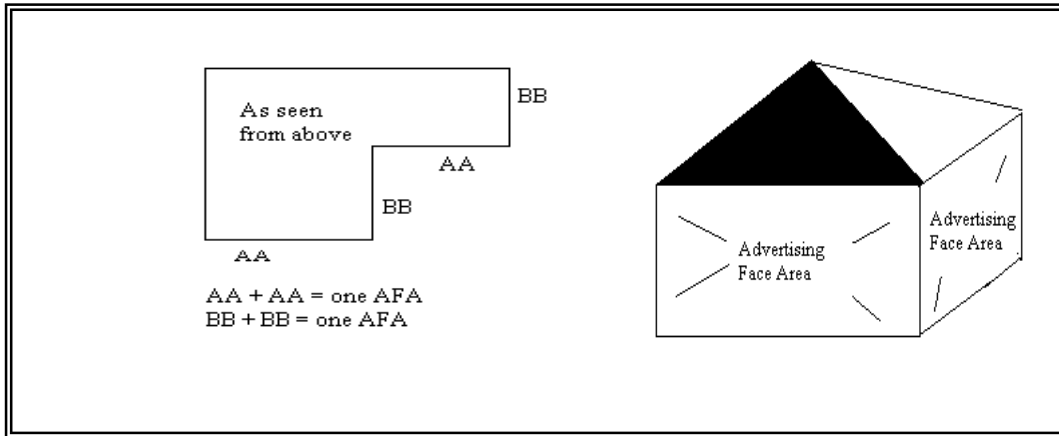 As seen
from above
BB
AA
BB
AA
AA + AA = one AFA
BB + BB = one AFA
Advertising
Face Area
Advertising
Face Area